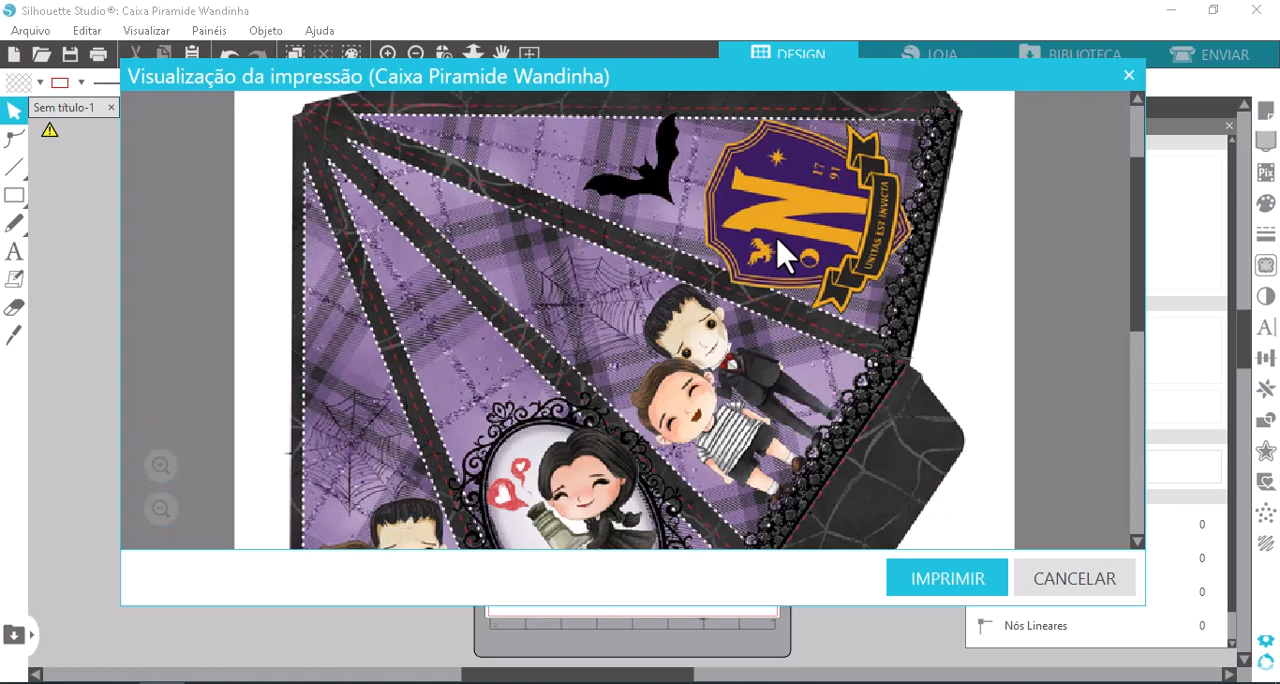 Silhouette Studio®: Caixa Piramide Wandinha
Arquivo Editar Visualizar Painéis Objeto Ajuda
DESIGN LOJA BIBLIOTECA ENVIAR
Visualização da impressão (Caixa Piramide Wandinha)
Sem título-1
Pix
A
A
17
91
N
UNITAS EST INVICTA
0
0
0
Nós Lineares 0
IMPRIMIR CANCELAR